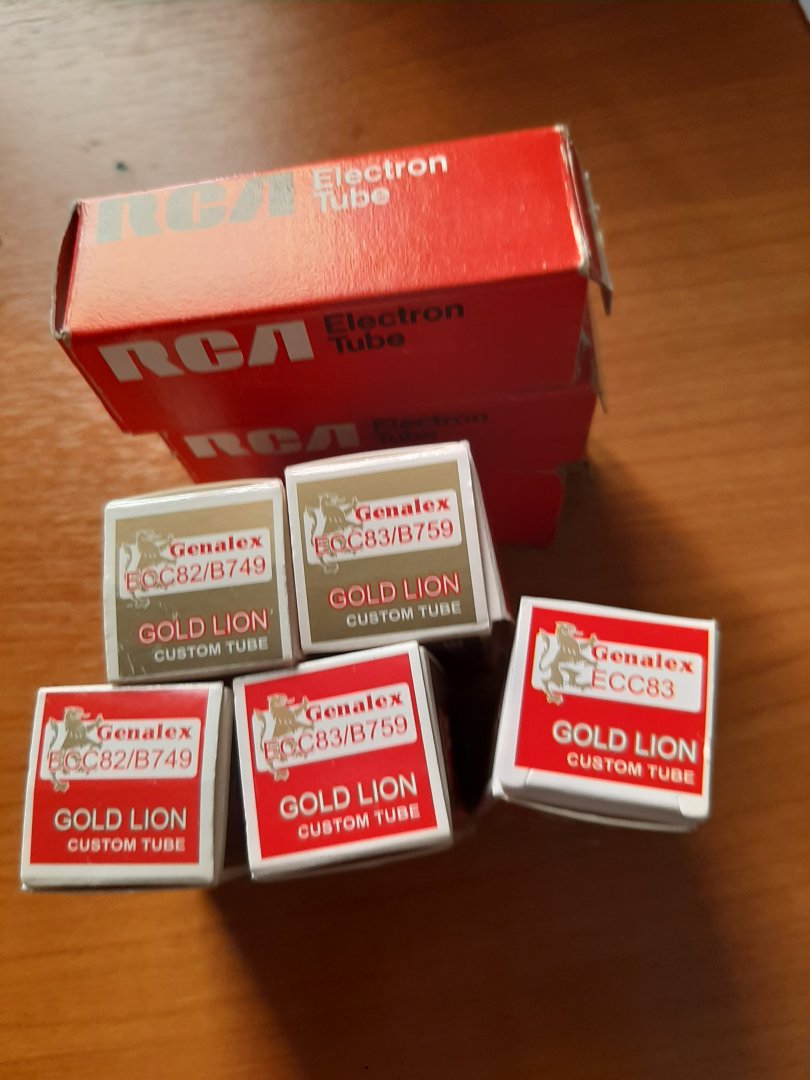 RCA Electron
Tube
RCA Electron
Tube
RCA Electron
Tube
Genalex
ECC82/B749
GOLD LION
CUSTOM TUBE
Genalex
ECC83/B759
GOLD LION
CUSTOM TUBE
Genalex
ECC82/B749
GOLD LION
CUSTOM TUBE
Genalex
ECC83/B759
GOLD LION
CUSTOM TUBE
Genalex
ECC83
GOLD LION
CUSTOM TUBE